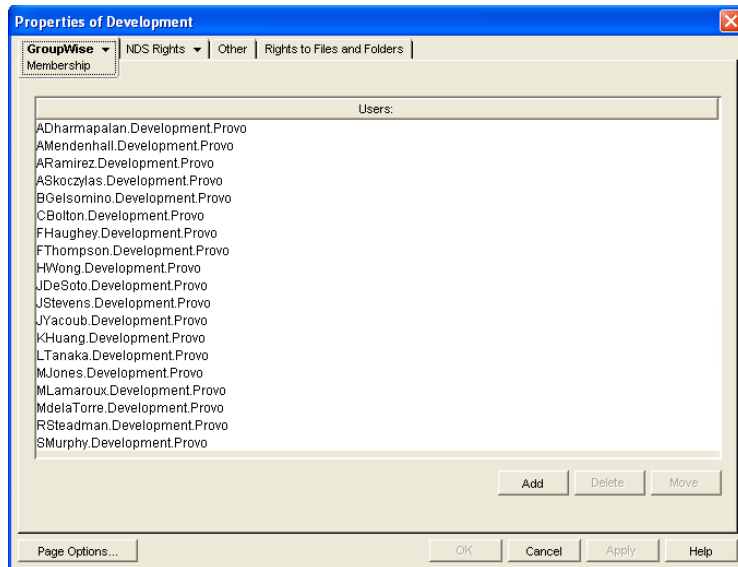 Properties of Development
GroupWise NDS Rights Other Rights to Files and Folders
Membership
Users:
ADharmapalan.Development.Provo
AMendenhall.Development.Provo
ARamirez.Development.Provo
ASkoczylas.Development.Provo
BGelsomino.Development.Provo
CBolton.Development.Provo
FHaughey.Development.Provo
FThompson.Development.Provo
HWong.Development.Provo
JDeSoto.Development.Provo
JStevens.Development.Provo
JYacoub.Development.Provo
KHuang.Development.Provo
LTanaka.Development.Provo
MJones.Development.Provo
MLamaroux.Development.Provo
MdelaTorre.Development.Provo
RSteadman.Development.Provo
SMurphy.Development.Provo
Add Delete Move
Page Options... OK Cancel Apply Help